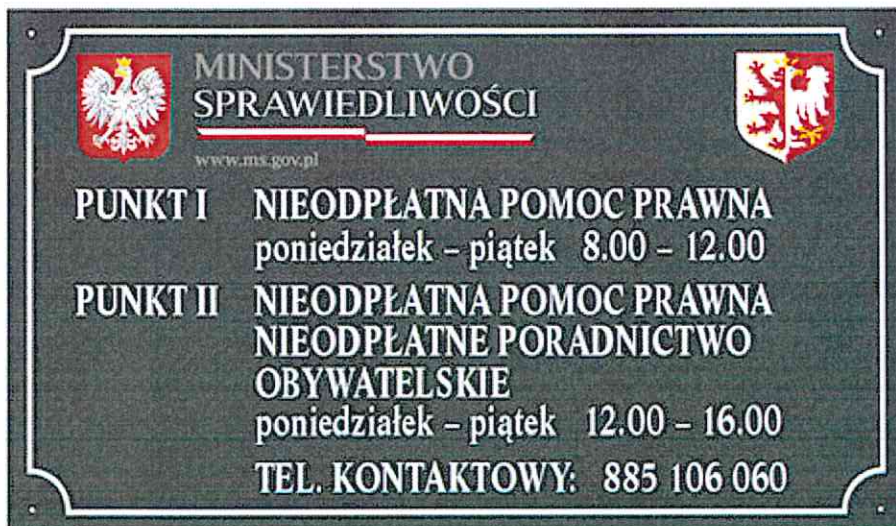 MINISTERSTWO
SPRAWIEDLIWOŚCI
www.ms.gov.pl
PUNKT I NIEODPŁATNA POMOC PRAWNA
poniedziałek – piątek 8.00 – 12.00
PUNKT II NIEODPŁATNA POMOC PRAWNA
NIEODPŁATNE PORADNICTWO
OBYWATELSKIE
poniedziałek – piątek 12.00 – 16.00
TEL. KONTAKTOWY: 885 106 060